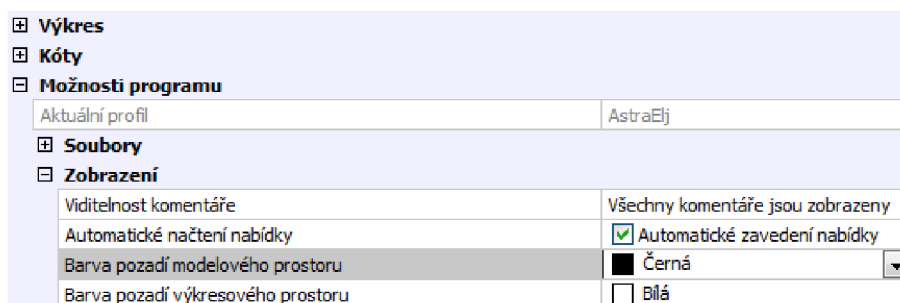 Výkres
Kóty
Možnosti programu
Aktuální profil AstraElj
Soubory
Zobrazení
Viditelnost komentáře Všechny komentáře jsou zobrazeny
Automatické načtení nabídky Automatické zavedení nabídky
Barva pozadí modelového prostoru Černá
Barva pozadí výkresového prostoru Bílá